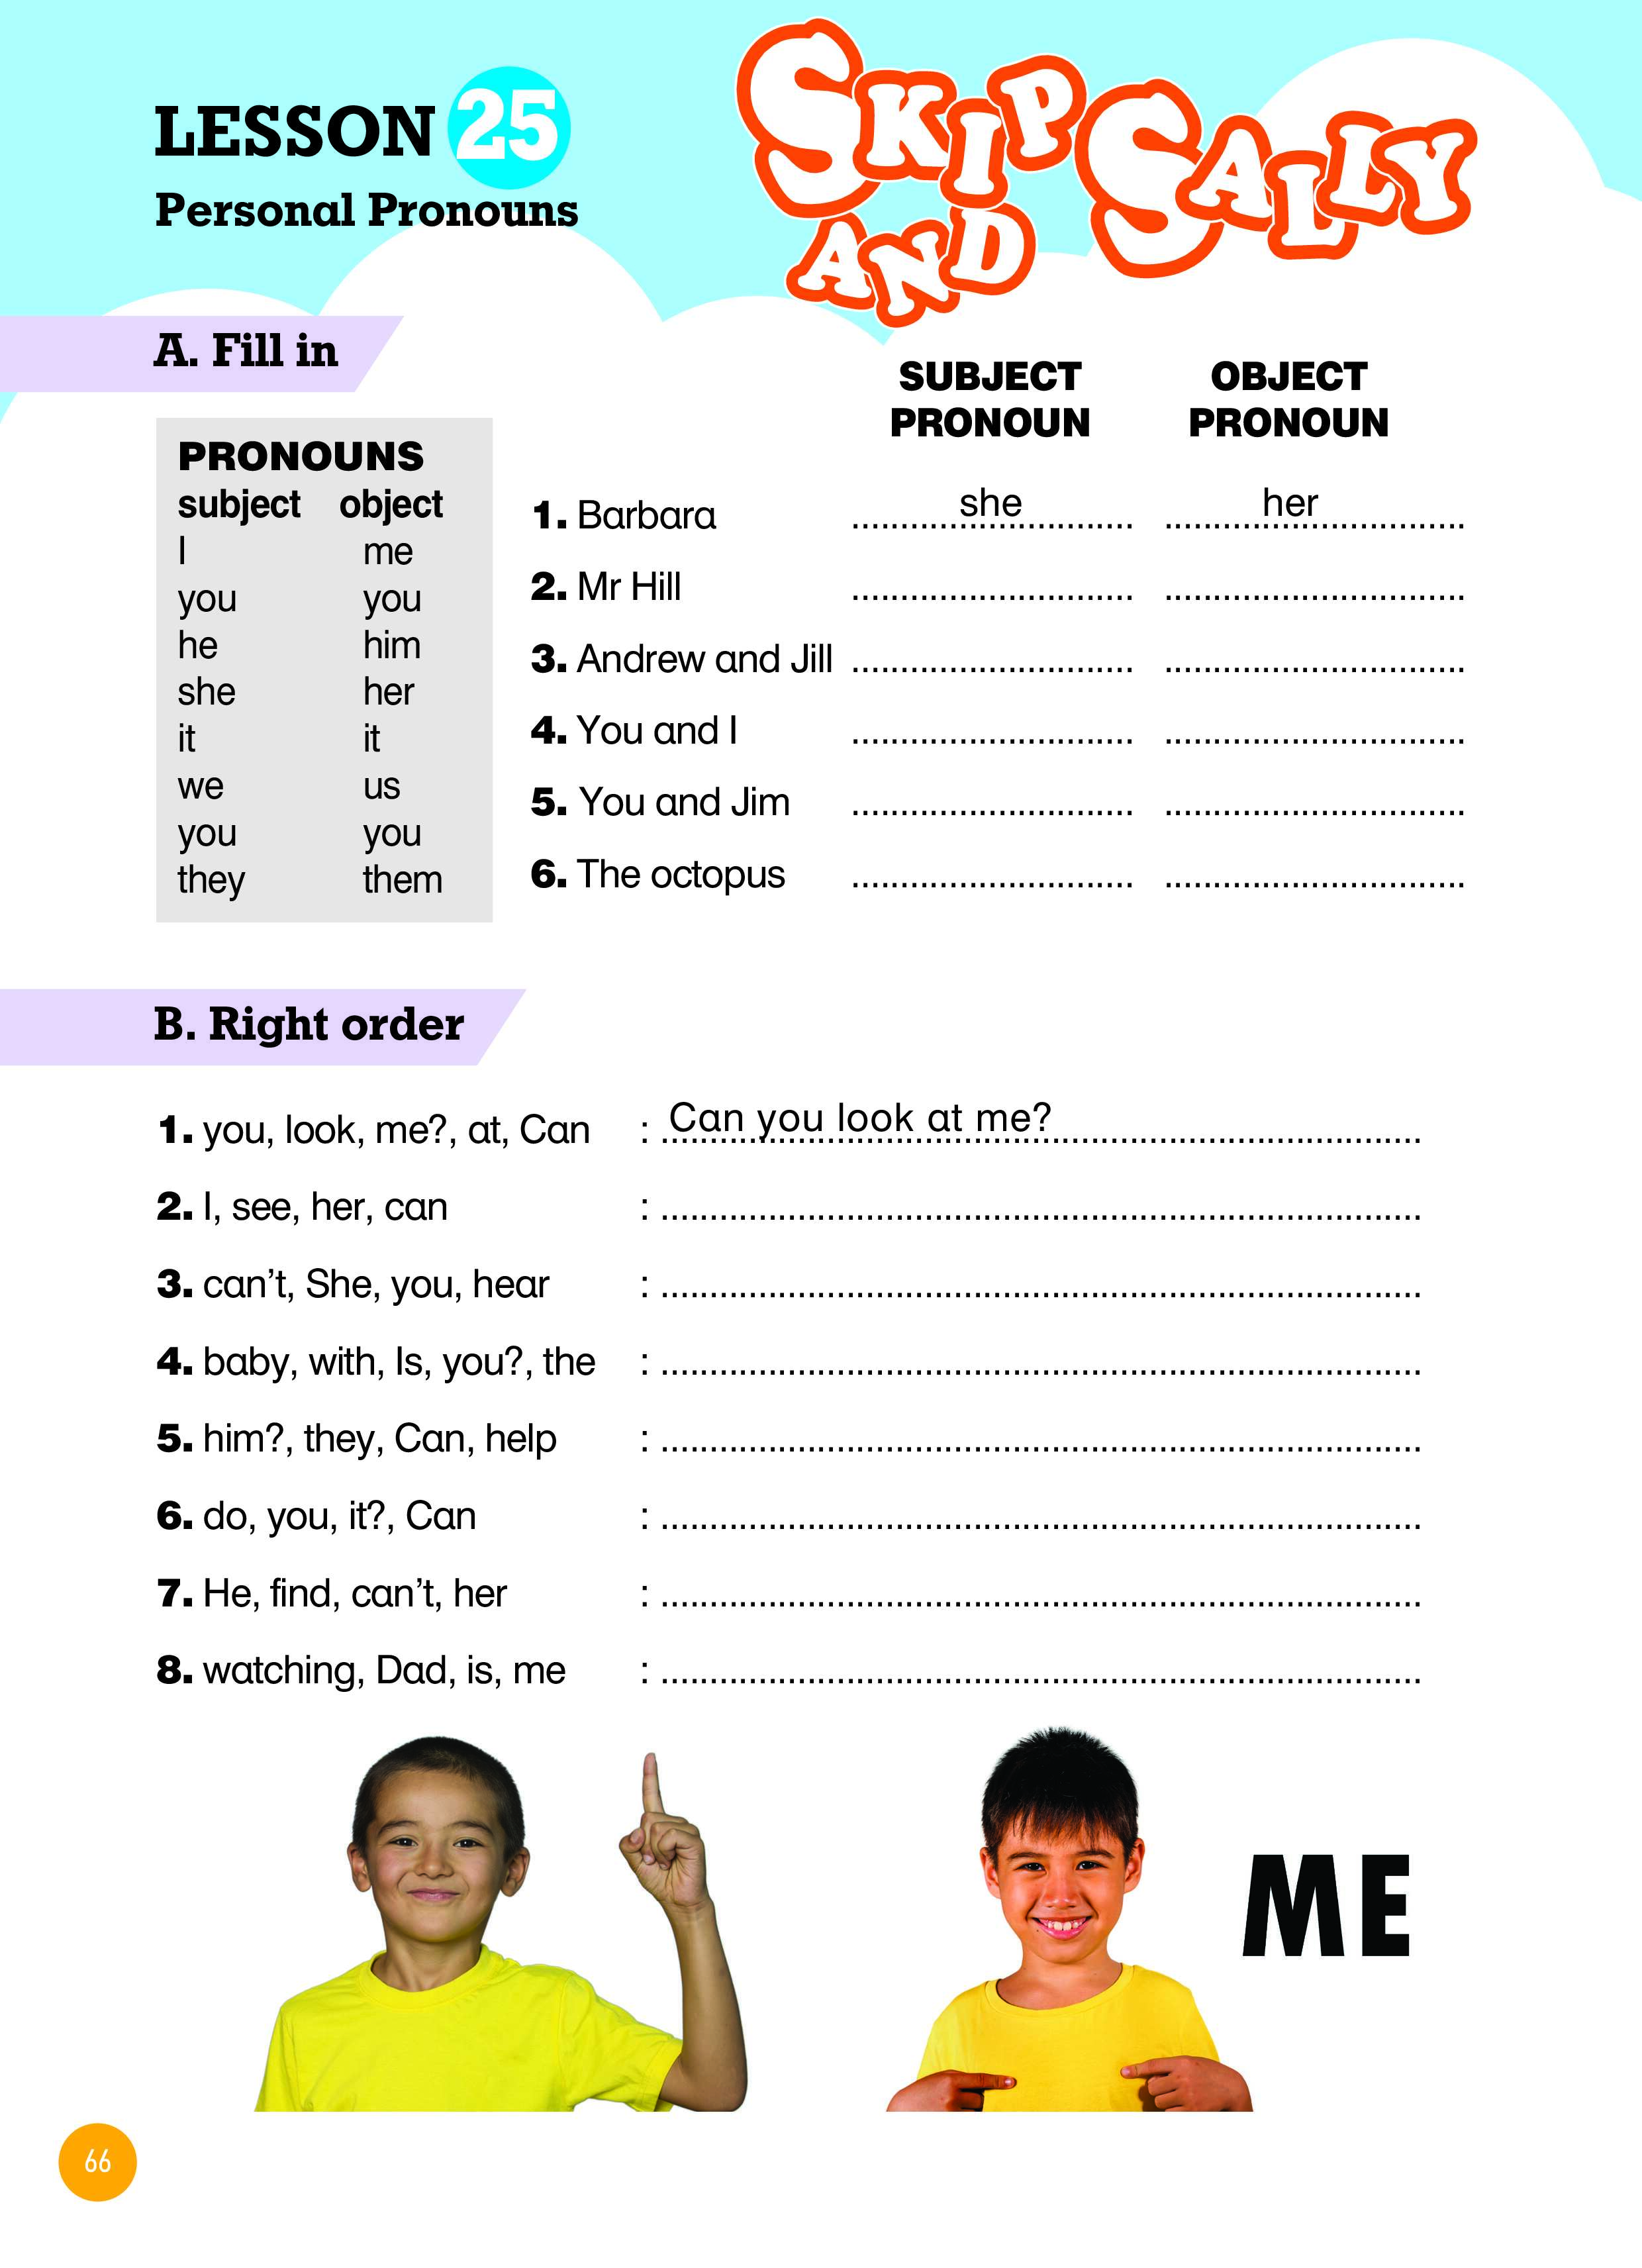 LESSON 25
Personal Pronouns
SKIP
AND
SALLY
A. Fill in
SUBJECT PRONOUN
OBJECT PRONOUN
PRONOUNS
subject object
I me
you you
he him
she her
it it
we us
you you
they them
1. Barbara she her
2. Mr Hill
3. Andrew and Jill
4. You and I
5. You and Jim
6. The octopus
B. Right order
1. you, look, me?, at, Can : Can you look at me?
2. I, see, her, can :
3. can't, She, you, hear :
4. baby, with, Is, you?, the :
5. him?, they, Can, help :
6. do, you, it?, Can :
7. He, find, can't, her :
8. watching, Dad, is, me :
ME
66